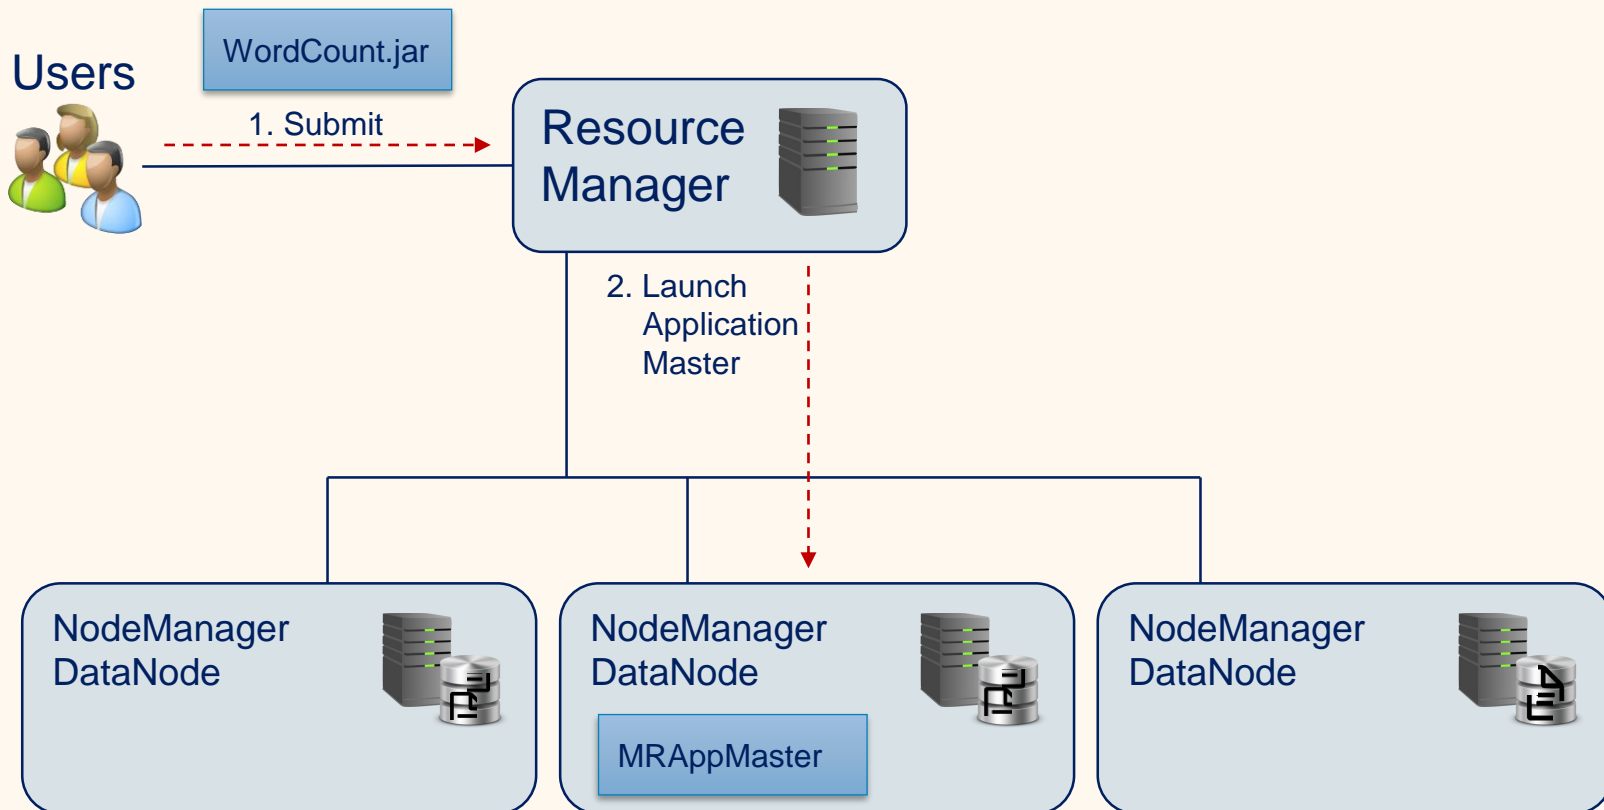 WordCount.jar
Users
1. Submit
Resource
Manager
2. Launch
Application
Master
NodeManager
DataNode
NodeManager
DataNode
MRAppMaster
NodeManager
DataNode